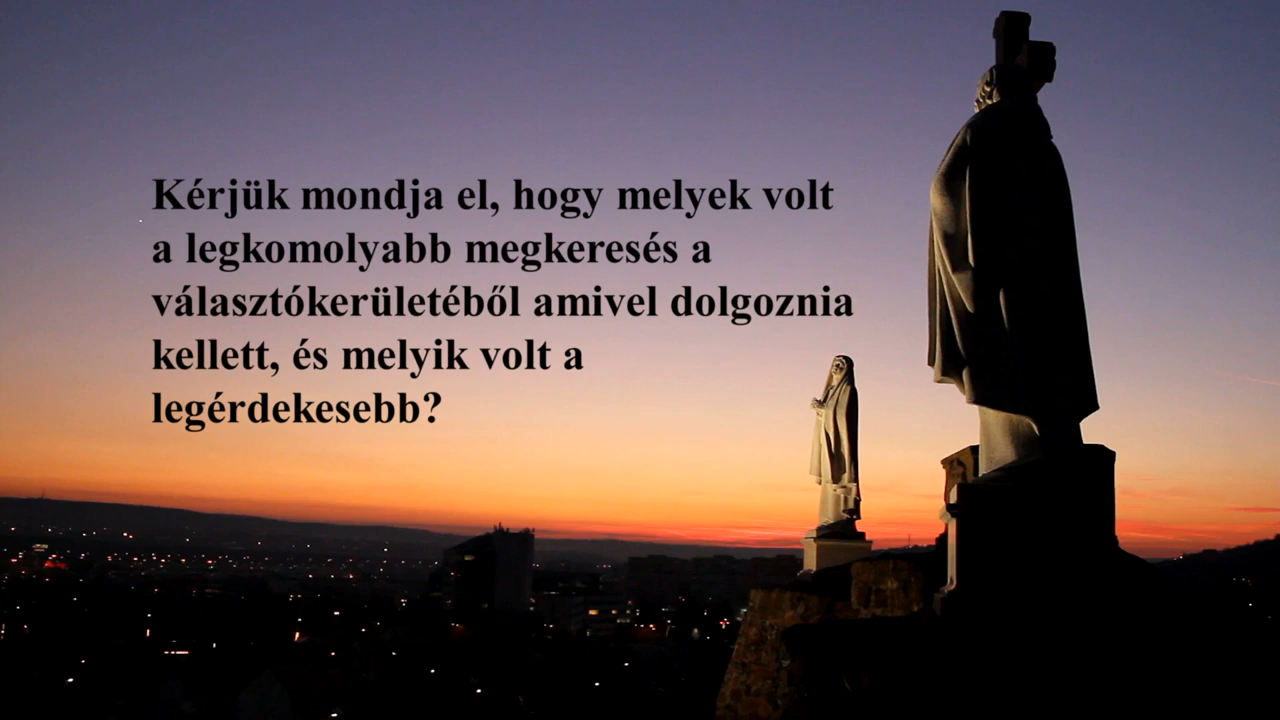 Kérjük mondja el, hogy melyek volt
a legkomolyabb megkeresés a
választókerületéből amivel dolgoznia
kellett, és melyik volt a
legérdekesebb?